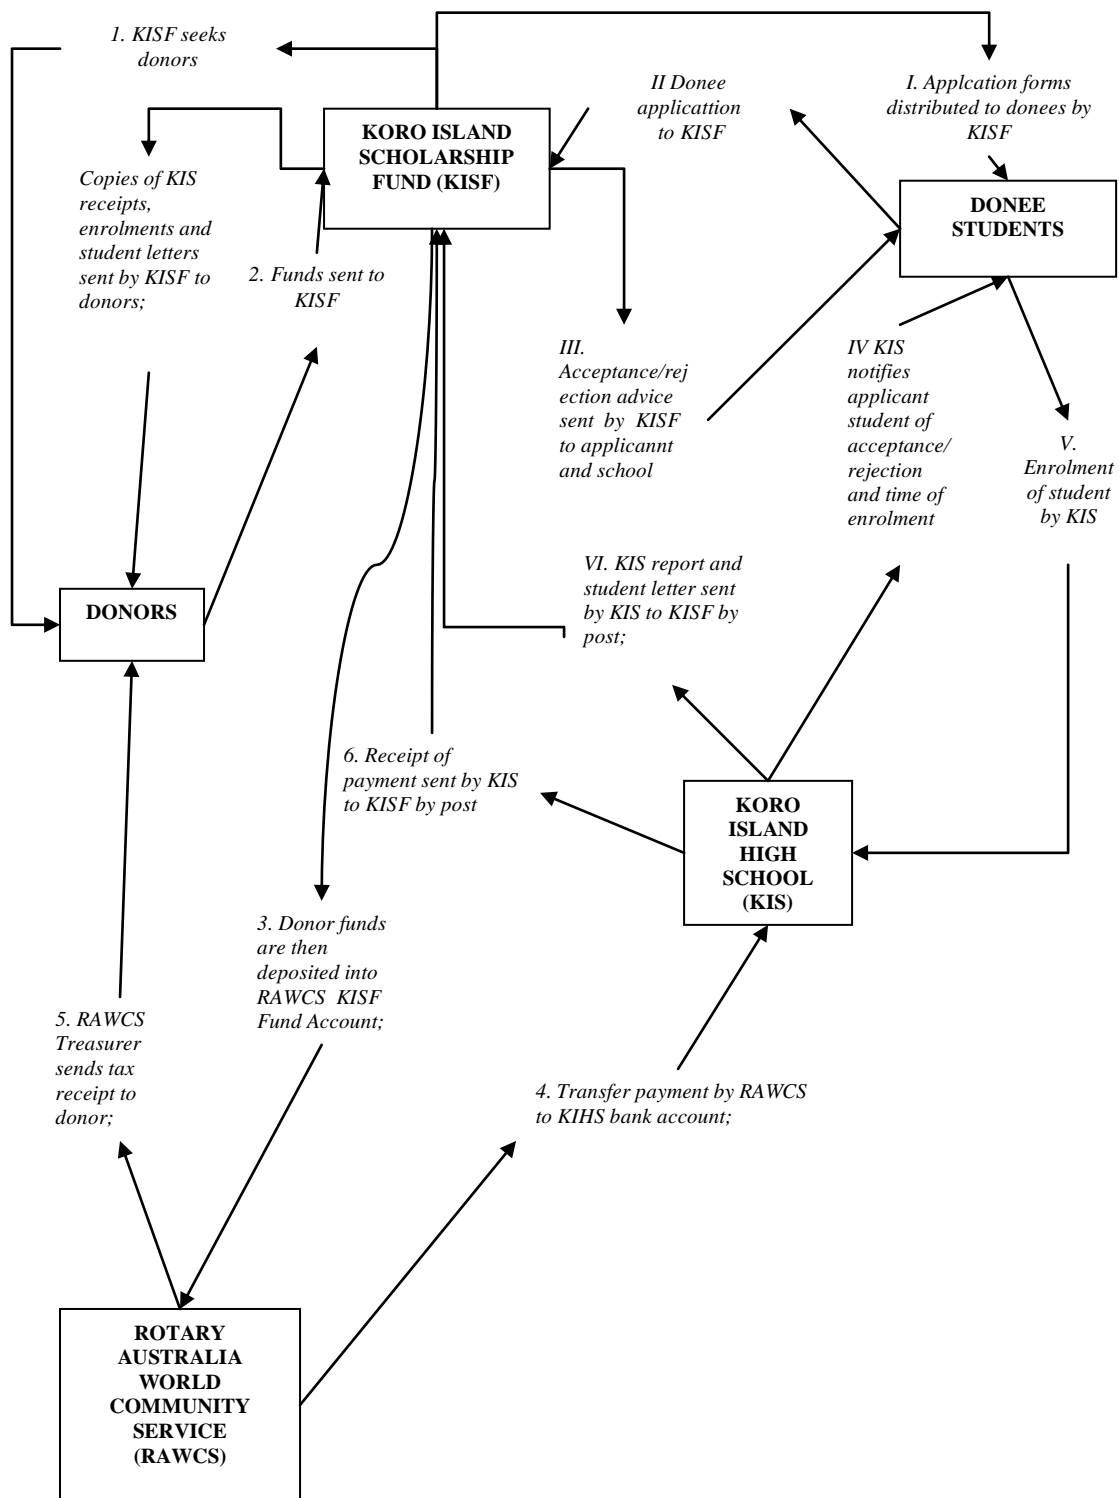 1. KISF seeks
donors
KORO ISLAND
SCHOLARSHIP
FUND (KISF)
II Donee
applicattion
to KISF
I. Applcation forms
distributed to donees by
KISF
Copies of KIS
receipts,
enrolments and
student letters
sent by KISF to
donors;
2. Funds sent to
KISF
DONEE
STUDENTS
III.
Acceptance/rej
ection advice
sent by KISF
to applicannt
and school
IV KIS
notifies
applicant
student of
acceptance/
rejection
and time of
enrolment
V.
Enrolment
of student
by KIS
DONORS
VI. KIS report and
student letter sent
by KIS to KISF by
post;
6. Receipt of
payment sent by KIS
to KISF by post
KORO
ISLAND
HIGH
SCHOOL
(KIS)
3. Donor funds
are then
deposited into
RAWCS KISF
Fund Account;
5. RAWCS
Treasurer
sends tax
receipt to
donor;
4. Transfer payment by RAWCS
to KIHS bank account;
ROTARY
AUSTRALIA
WORLD
COMMUNITY
SERVICE
(RAWCS)